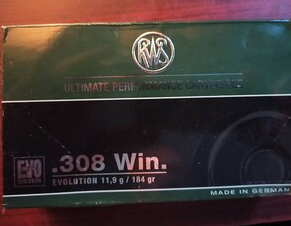 RWS
ULTIMATE PERFORMANCE CARTRIDGES
EVO
.308 Win.
EVOLUTION 11,9 g / 184 gr
MADE IN GERMANY